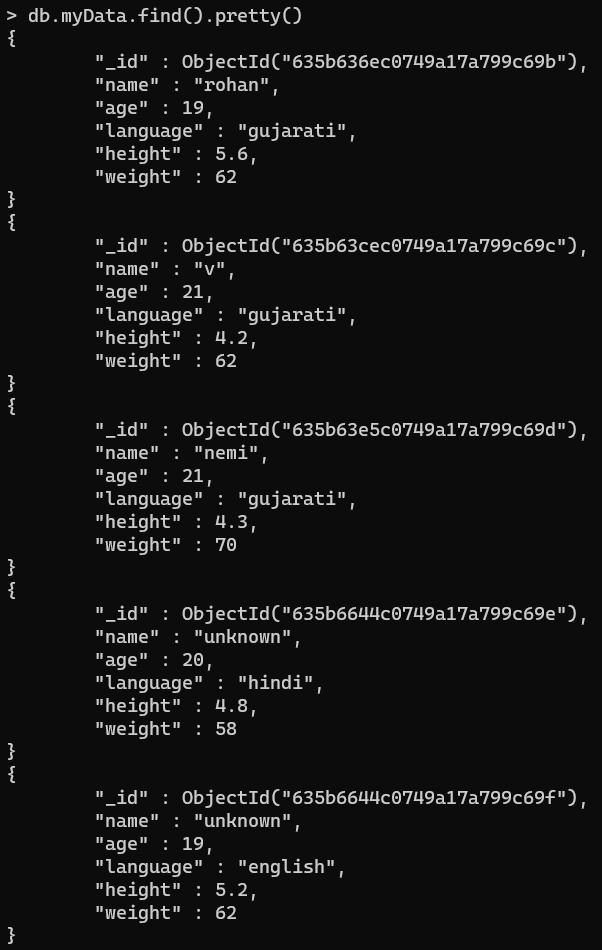 > db.myData.find().pretty()
{
        "_id" : ObjectId("635b636ec0749a17a799c69b"),
        "name" : "rohan",
        "age" : 19,
        "language" : "gujarati",
        "height" : 5.6,
        "weight" : 62
}
{
        "_id" : ObjectId("635b63cec0749a17a799c69c"),
        "name" : "v",
        "age" : 21,
        "language" : "gujarati",
        "height" : 4.2,
        "weight" : 62
}
{
        "_id" : ObjectId("635b63e5c0749a17a799c69d"),
        "name" : "nemi",
        "age" : 21,
        "language" : "gujarati",
        "height" : 4.3,
        "weight" : 70
}
{
        "_id" : ObjectId("635b6644c0749a17a799c69e"),
        "name" : "unknown",
        "age" : 20,
        "language" : "hindi",
        "height" : 4.8,
        "weight" : 58
}
{
        "_id" : ObjectId("635b6644c0749a17a799c69f"),
        "name" : "unknown",
        "age" : 19,
        "language" : "english",
        "height" : 5.2,
        "weight" : 62
}